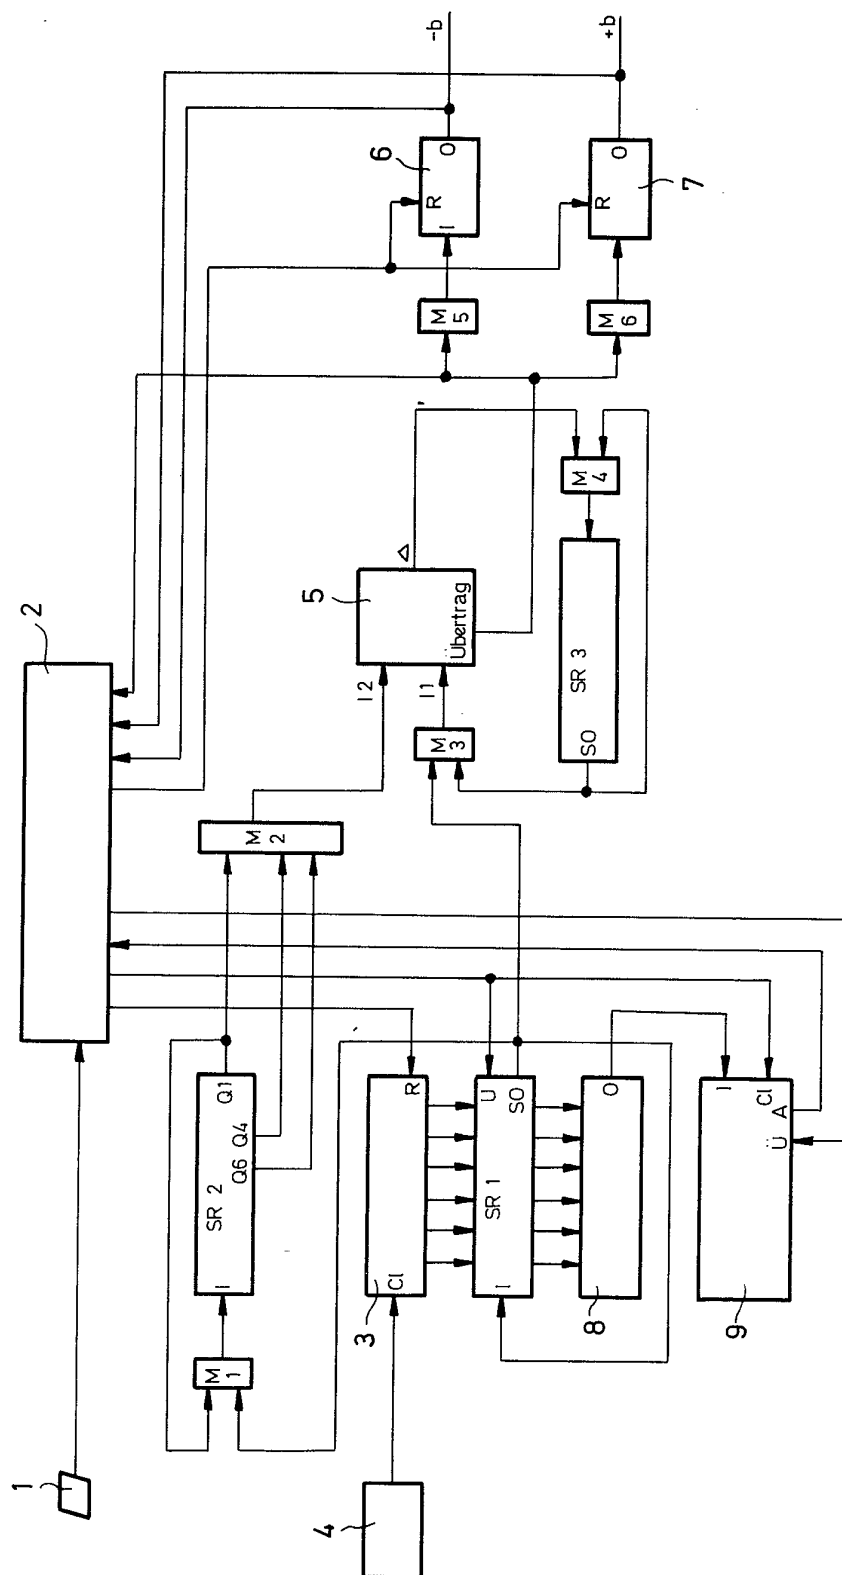 1
2
M 1
I
SR 2
Q1
Q4
Q6
M 2
4
3
Cl
R
I
SR 1
U
SO
8
O
9
I
Cl
A
Ü
5
I2
I1
Δ
Übertrag
M 3
SO
SR 3
M 4
M 5
M 6
6
I
R
O
-b
7
R
O
+b